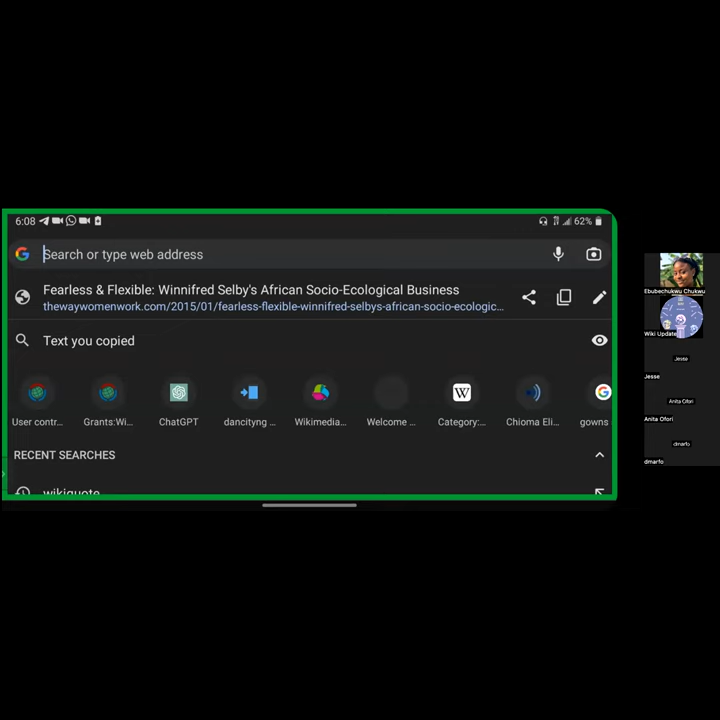 6:08
62%
Search or type web address
Fearless & Flexible: Winnifred Selby's African Socio-Ecological Business
thewaywomenwork.com/2015/01/fearless-flexible-winnifred-selbys-african-socio-ecologic...
Text you copied
User contr...
Grants:Wi...
ChatGPT
dancityng ...
Wikimedia...
Welcome ...
Category:...
Chioma Eli...
gowns
RECENT SEARCHES
wikiquote
Ebubechukwu Chukwu
Wiki Update
Jesse
Jesse
Anita Ofori
Anita Ofori
dmarfo
dmarfo